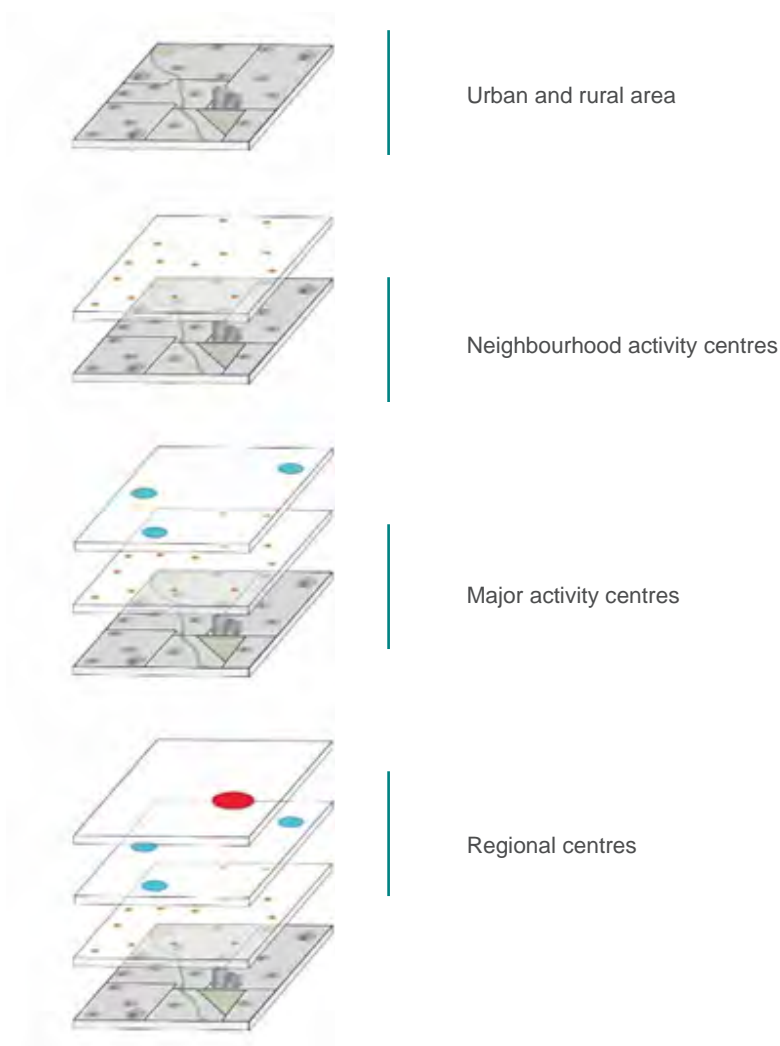 Urban and rural area
Neighbourhood activity centres
Major activity centres
Regional centres